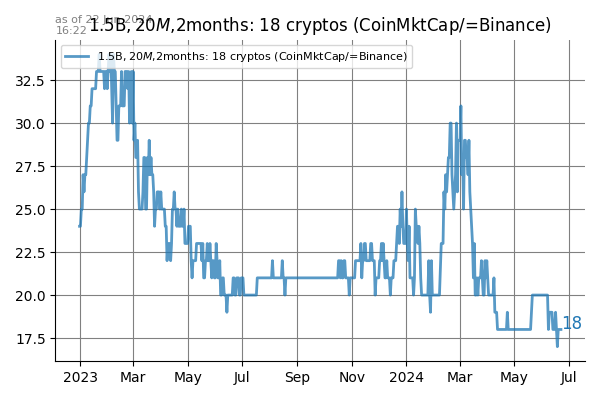 as of 22 Jun 2024
16:22
1.5B, 20M, 2months: 18 cryptos (CoinMktCap/=Binance)
1.5B, 20M, 2months: 18 cryptos (CoinMktCap/=Binance)
32.5
30.0
27.5
25.0
22.5
20.0
17.5
18
2023 Mar May Jul Sep Nov 2024 Mar May Jul